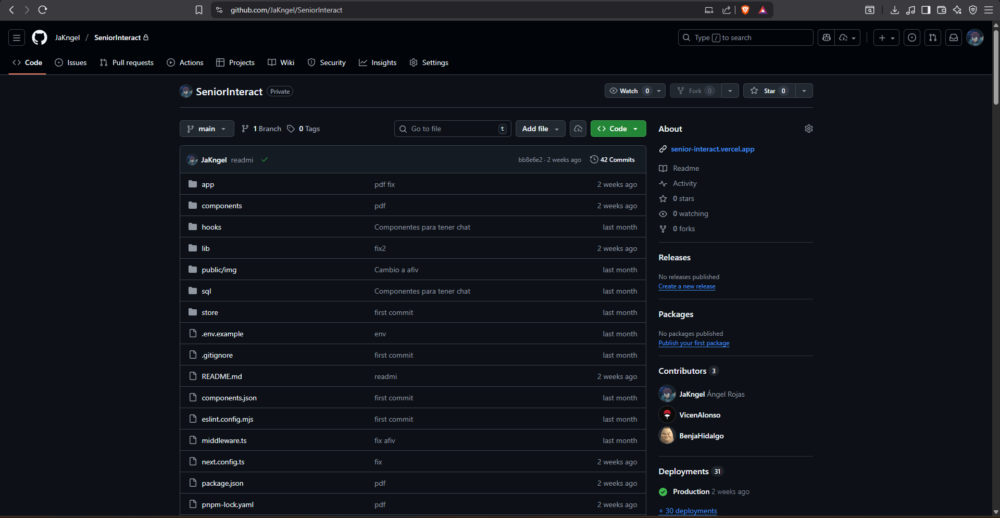 github.com/JaKngel/SeniorInteract
JaKngel / SeniorInteract
Type / to search
Code Issues Pull requests Actions Projects Wiki Security Insights Settings
SeniorInteract Private
Watch 0 Fork 0 Star 0
main 1 Branch 0 Tags
Go to file t
Add file
Code
JaKngel readmi bb8e6e2 · 2 weeks ago 42 Commits
app pdf fix 2 weeks ago
components pdf 2 weeks ago
hooks Componentes para tener chat last month
lib fix2 2 weeks ago
public/img Cambio a afiv last month
sql Componentes para tener chat last month
store first commit last month
.env.example env last month
.gitignore first commit last month
README.md readmi 2 weeks ago
components.json first commit last month
eslint.config.mjs first commit last month
middleware.ts fix afiv last month
next.config.ts fix 2 weeks ago
package.json pdf 2 weeks ago
pnpm-lock.yaml pdf 2 weeks ago
About
senior-interact.vercel.app
Readme
Activity
0 stars
0 watching
0 forks
Releases
No releases published
Create a new release
Packages
No packages published
Publish your first package
Contributors 3
JaKngel Ángel Rojas
VicenAlonso
BenjaHidalgo
Deployments 31
Production 2 weeks ago
+ 30 deployments